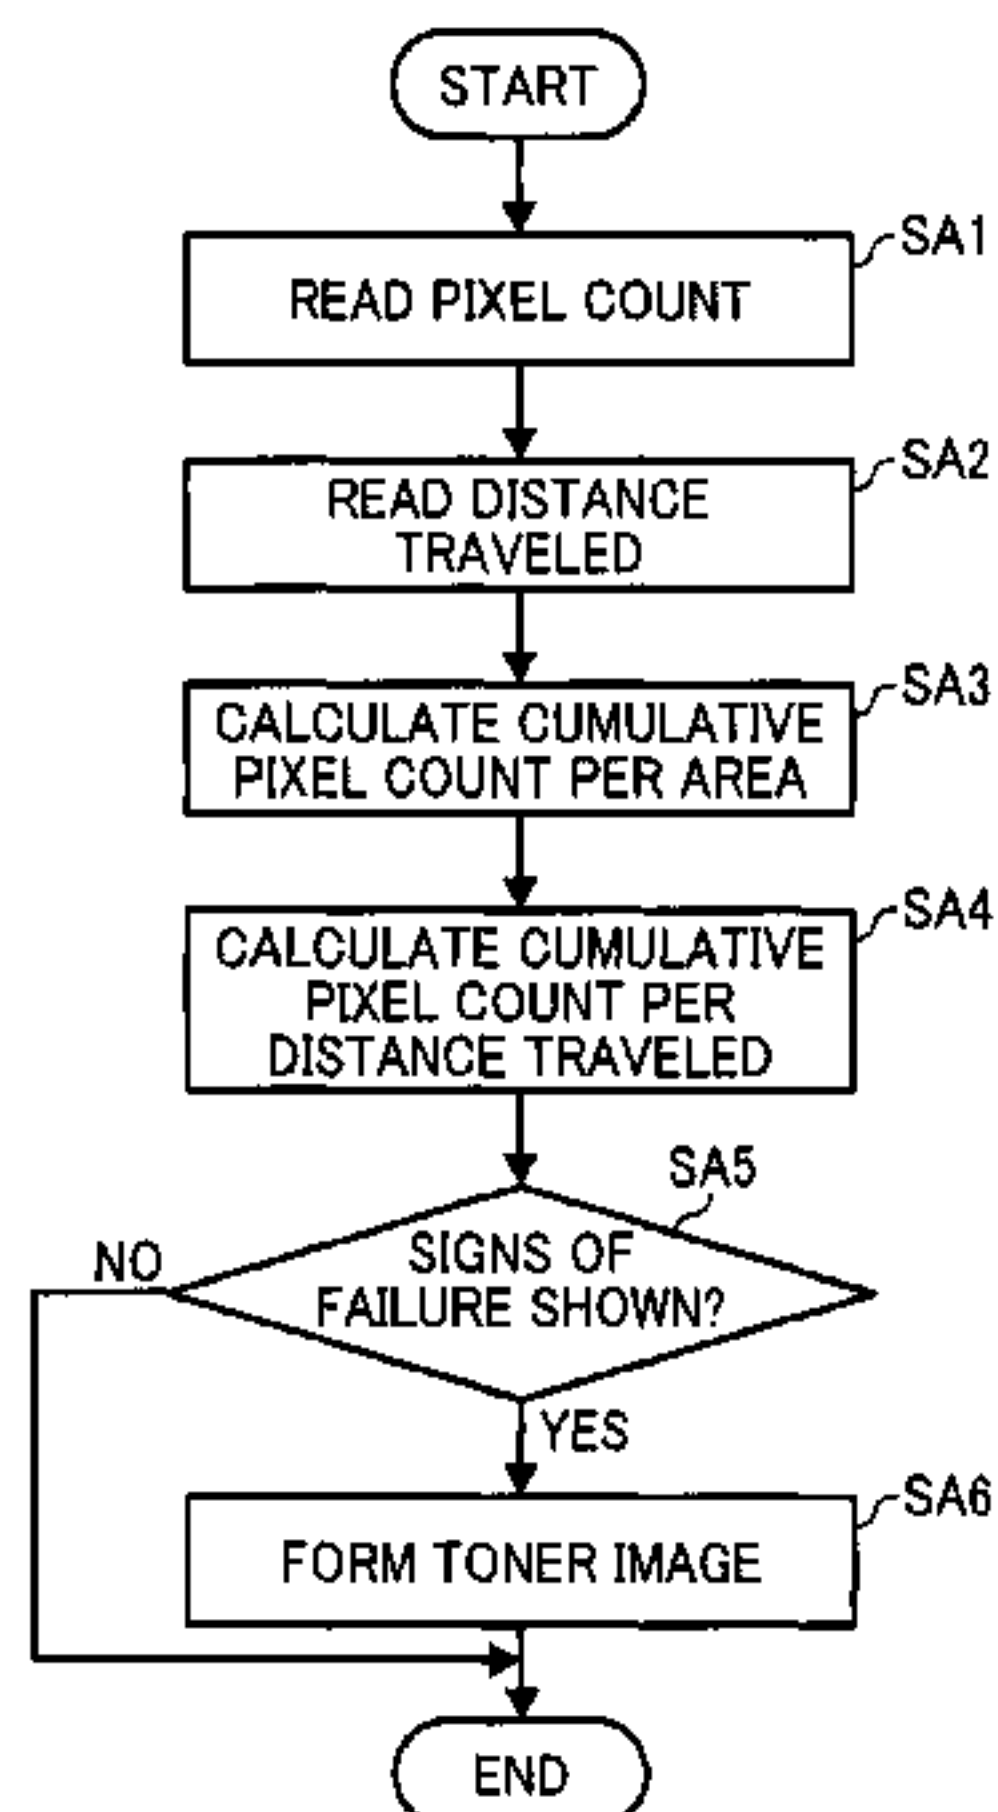 START
SA1
READ PIXEL COUNT
SA2
READ DISTANCE
TRAVELED
SA3
CALCULATE CUMULATIVE
PIXEL COUNT PER AREA
SA4
CALCULATE CUMULATIVE
PIXEL COUNT PER
DISTANCE TRAVELED
SA5
SIGNS OF
FAILURE SHOWN?
NO
YES
SA6
FORM TONER IMAGE
END